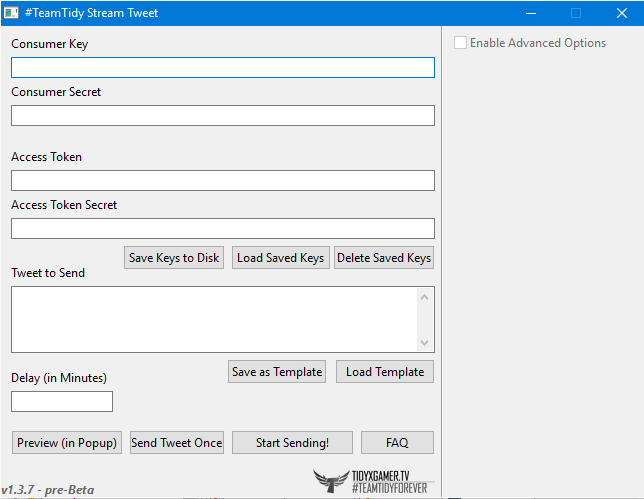 #TeamTidy Stream Tweet
Consumer Key
Enable Advanced Options
Consumer Secret
Access Token
Access Token Secret
Save Keys to Disk Load Saved Keys Delete Saved Keys
Tweet to Send
Save as Template Load Template
Delay (in Minutes)
Preview (in Popup) Send Tweet Once Start Sending! FAQ
TIDYXGAMER.TV
#TEAMTIDYFOREVER
v1.3.7 - pre-Beta